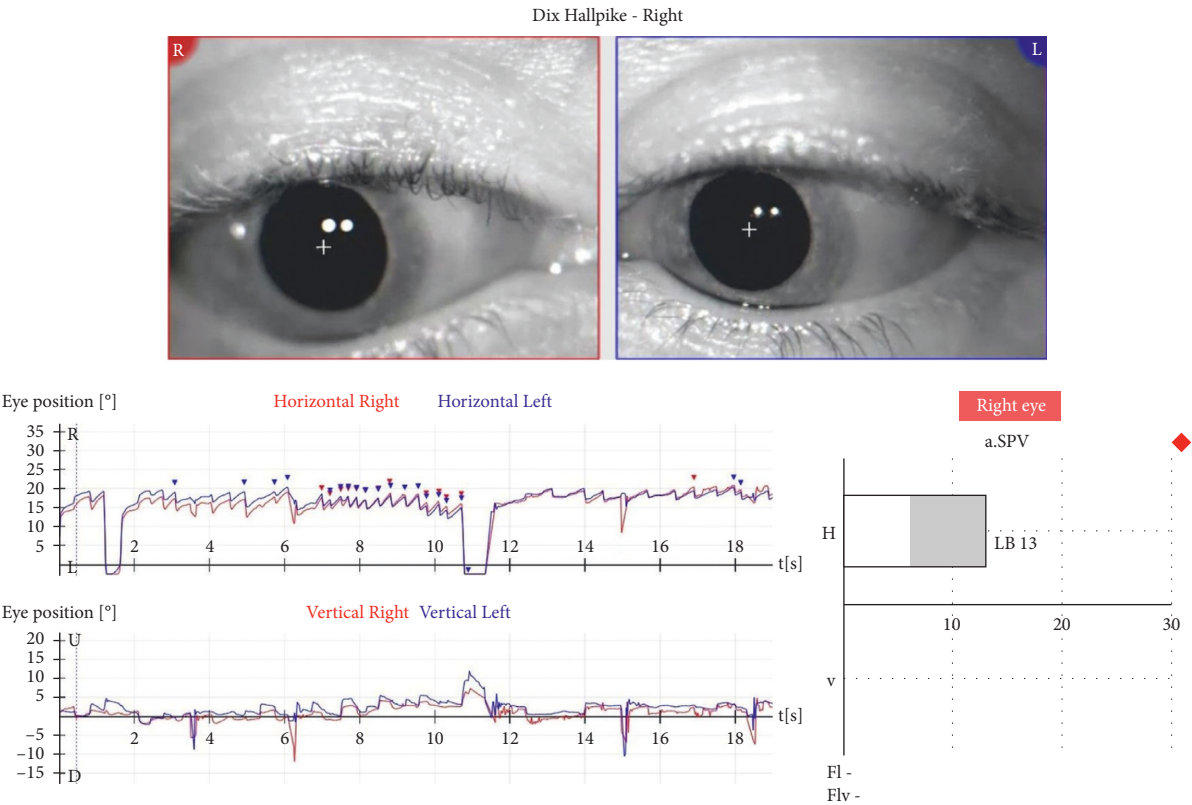 Dix Hallpike - Right
R
L
Eye position [°]
Horizontal Right
Horizontal Left
35
30
25
20
15
10
5
R
L
2
4
6
8
10
12
14
16
18
t[s]
Eye position [°]
Vertical Right
Vertical Left
20
15
10
5
−5
−10
−15
U
D
2
4
6
8
10
12
14
16
18
t[s]
Right eye
a.SPV
H
LB 13
10
20
30
v
Fl -
Flv -